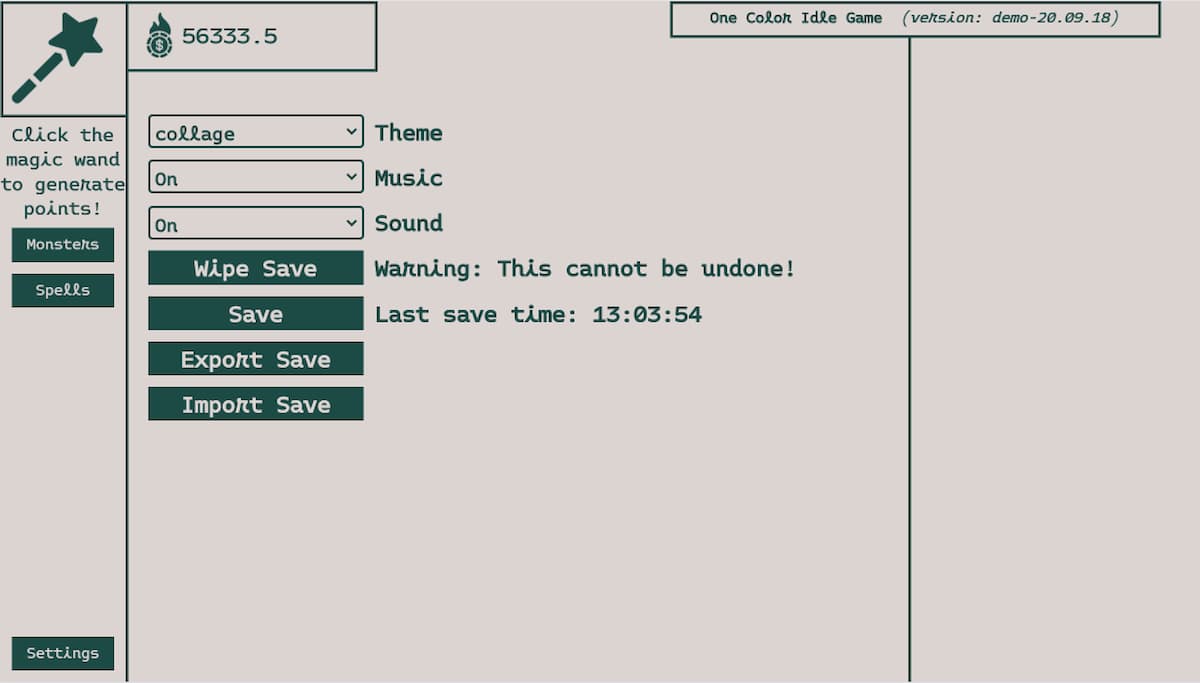 56333.5
One Color Idle Game (version: demo-20.09.18)
Click the
magic wand
to generate
points!
Monsters
Spells
Settings
collage Theme
On Music
On Sound
Wipe Save Warning: This cannot be undone!
Save Last save time: 13:03:54
Export Save
Import Save